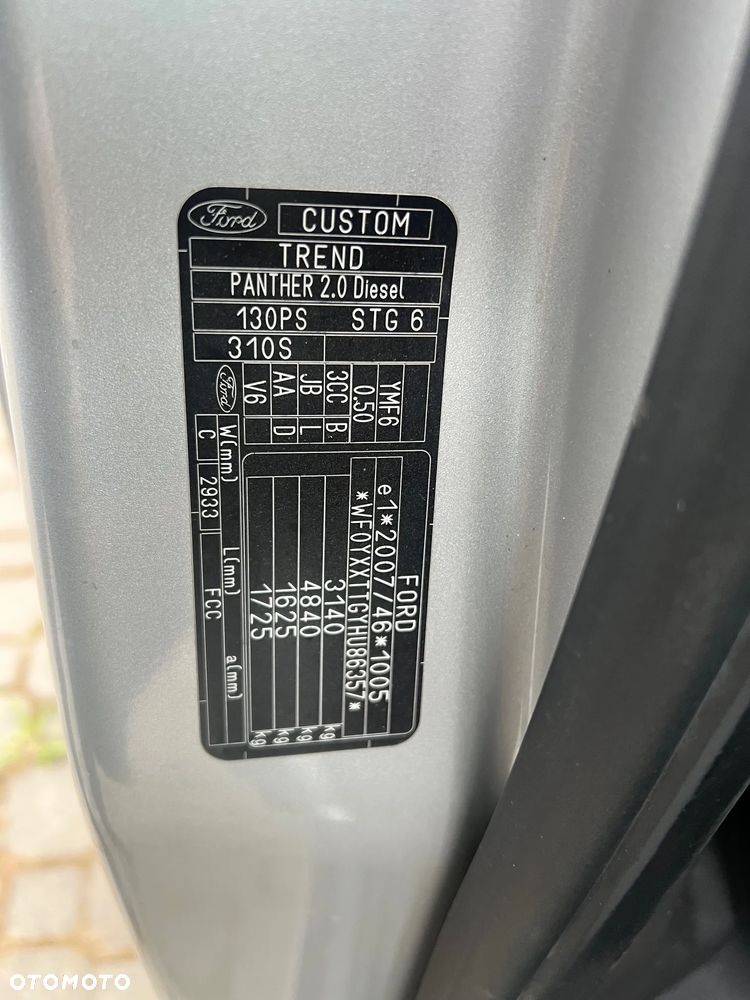 Ford CUSTOM
TREND
PANTHER 2.0 Diesel
130PS STG 6
310S
Ford
YMF6
0.50
3CC B
JB L
AA D
V6
FORD
e1*2007/46*1005
*WF0YXXTTGYHU86357*
3140 kg
4840 kg
1625 kg
1725 kg
W(mm) L(mm) a(mm)
C 2933 FCC
OTOMOTO